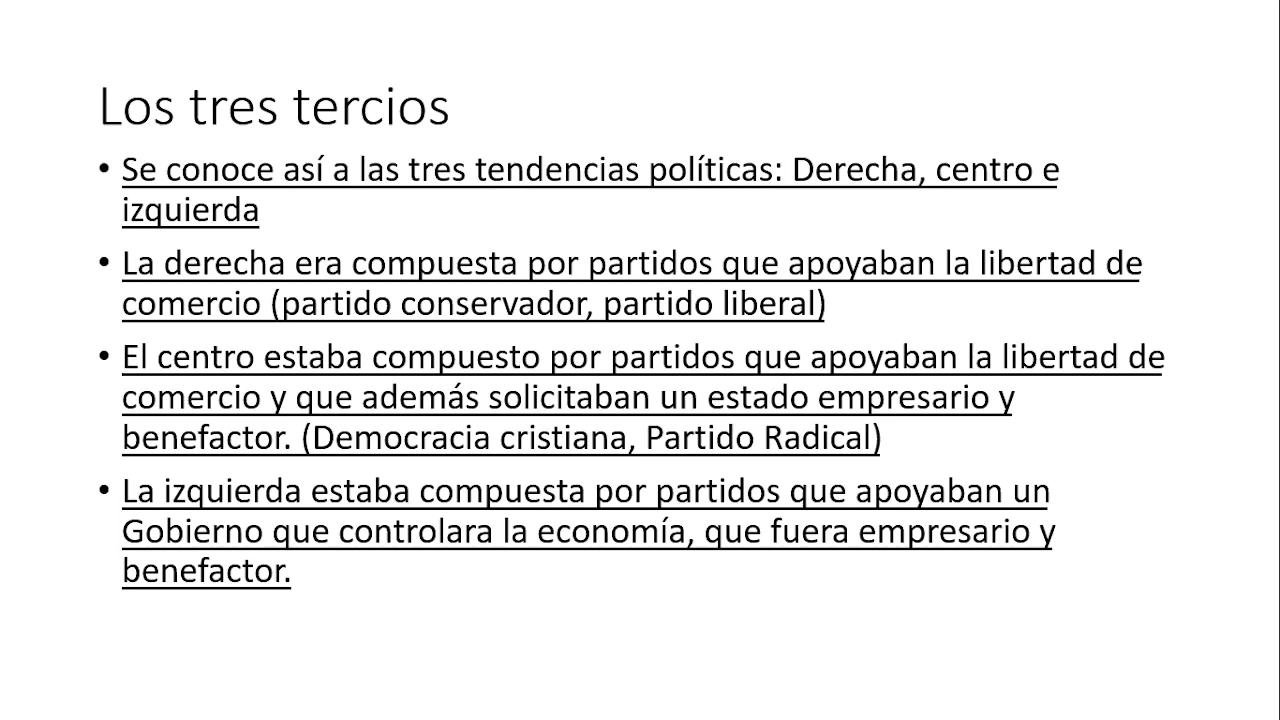 Los tres tercios
• Se conoce así a las tres tendencias políticas: Derecha, centro e
izquierda
• La derecha era compuesta por partidos que apoyaban la libertad de
comercio (partido conservador, partido liberal)
• El centro estaba compuesto por partidos que apoyaban la libertad de
comercio y que además solicitaban un estado empresario y
benefactor. (Democracia cristiana, Partido Radical)
• La izquierda estaba compuesta por partidos que apoyaban un
Gobierno que controlara la economía, que fuera empresario y
benefactor.